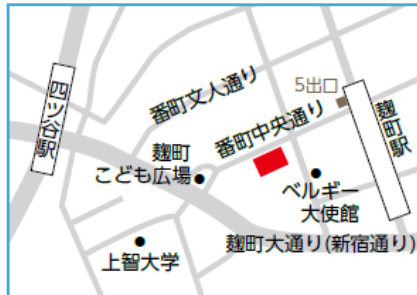 四ツ谷駅
番町文人通り
5出口
麹町駅
番町中央通り
麹町
こども広場
ベルギー
大使館
上智大学
麹町大通り(新宿通り)